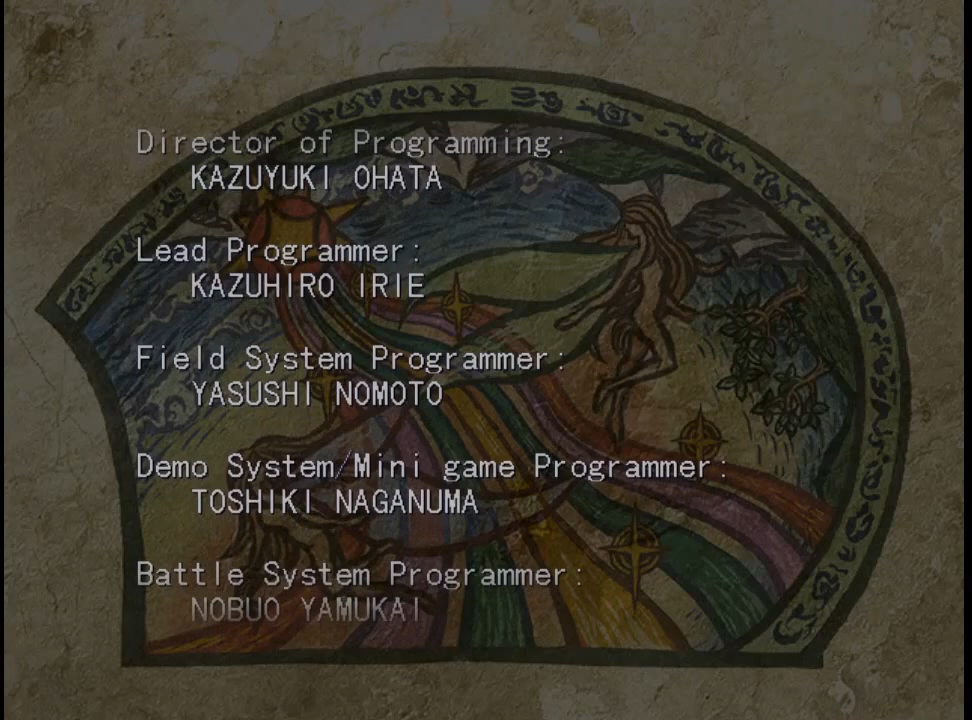 Director of Programming:
KAZUYUKI OHATA
Lead Programmer:
KAZUHIRO IRIE
Field System Programmer:
YASUSHI NOMOTO
Demo System/Mini game Programmer:
TOSHIKI NAGANUMA
Battle System Programmer:
NOBUO YAMUKAI